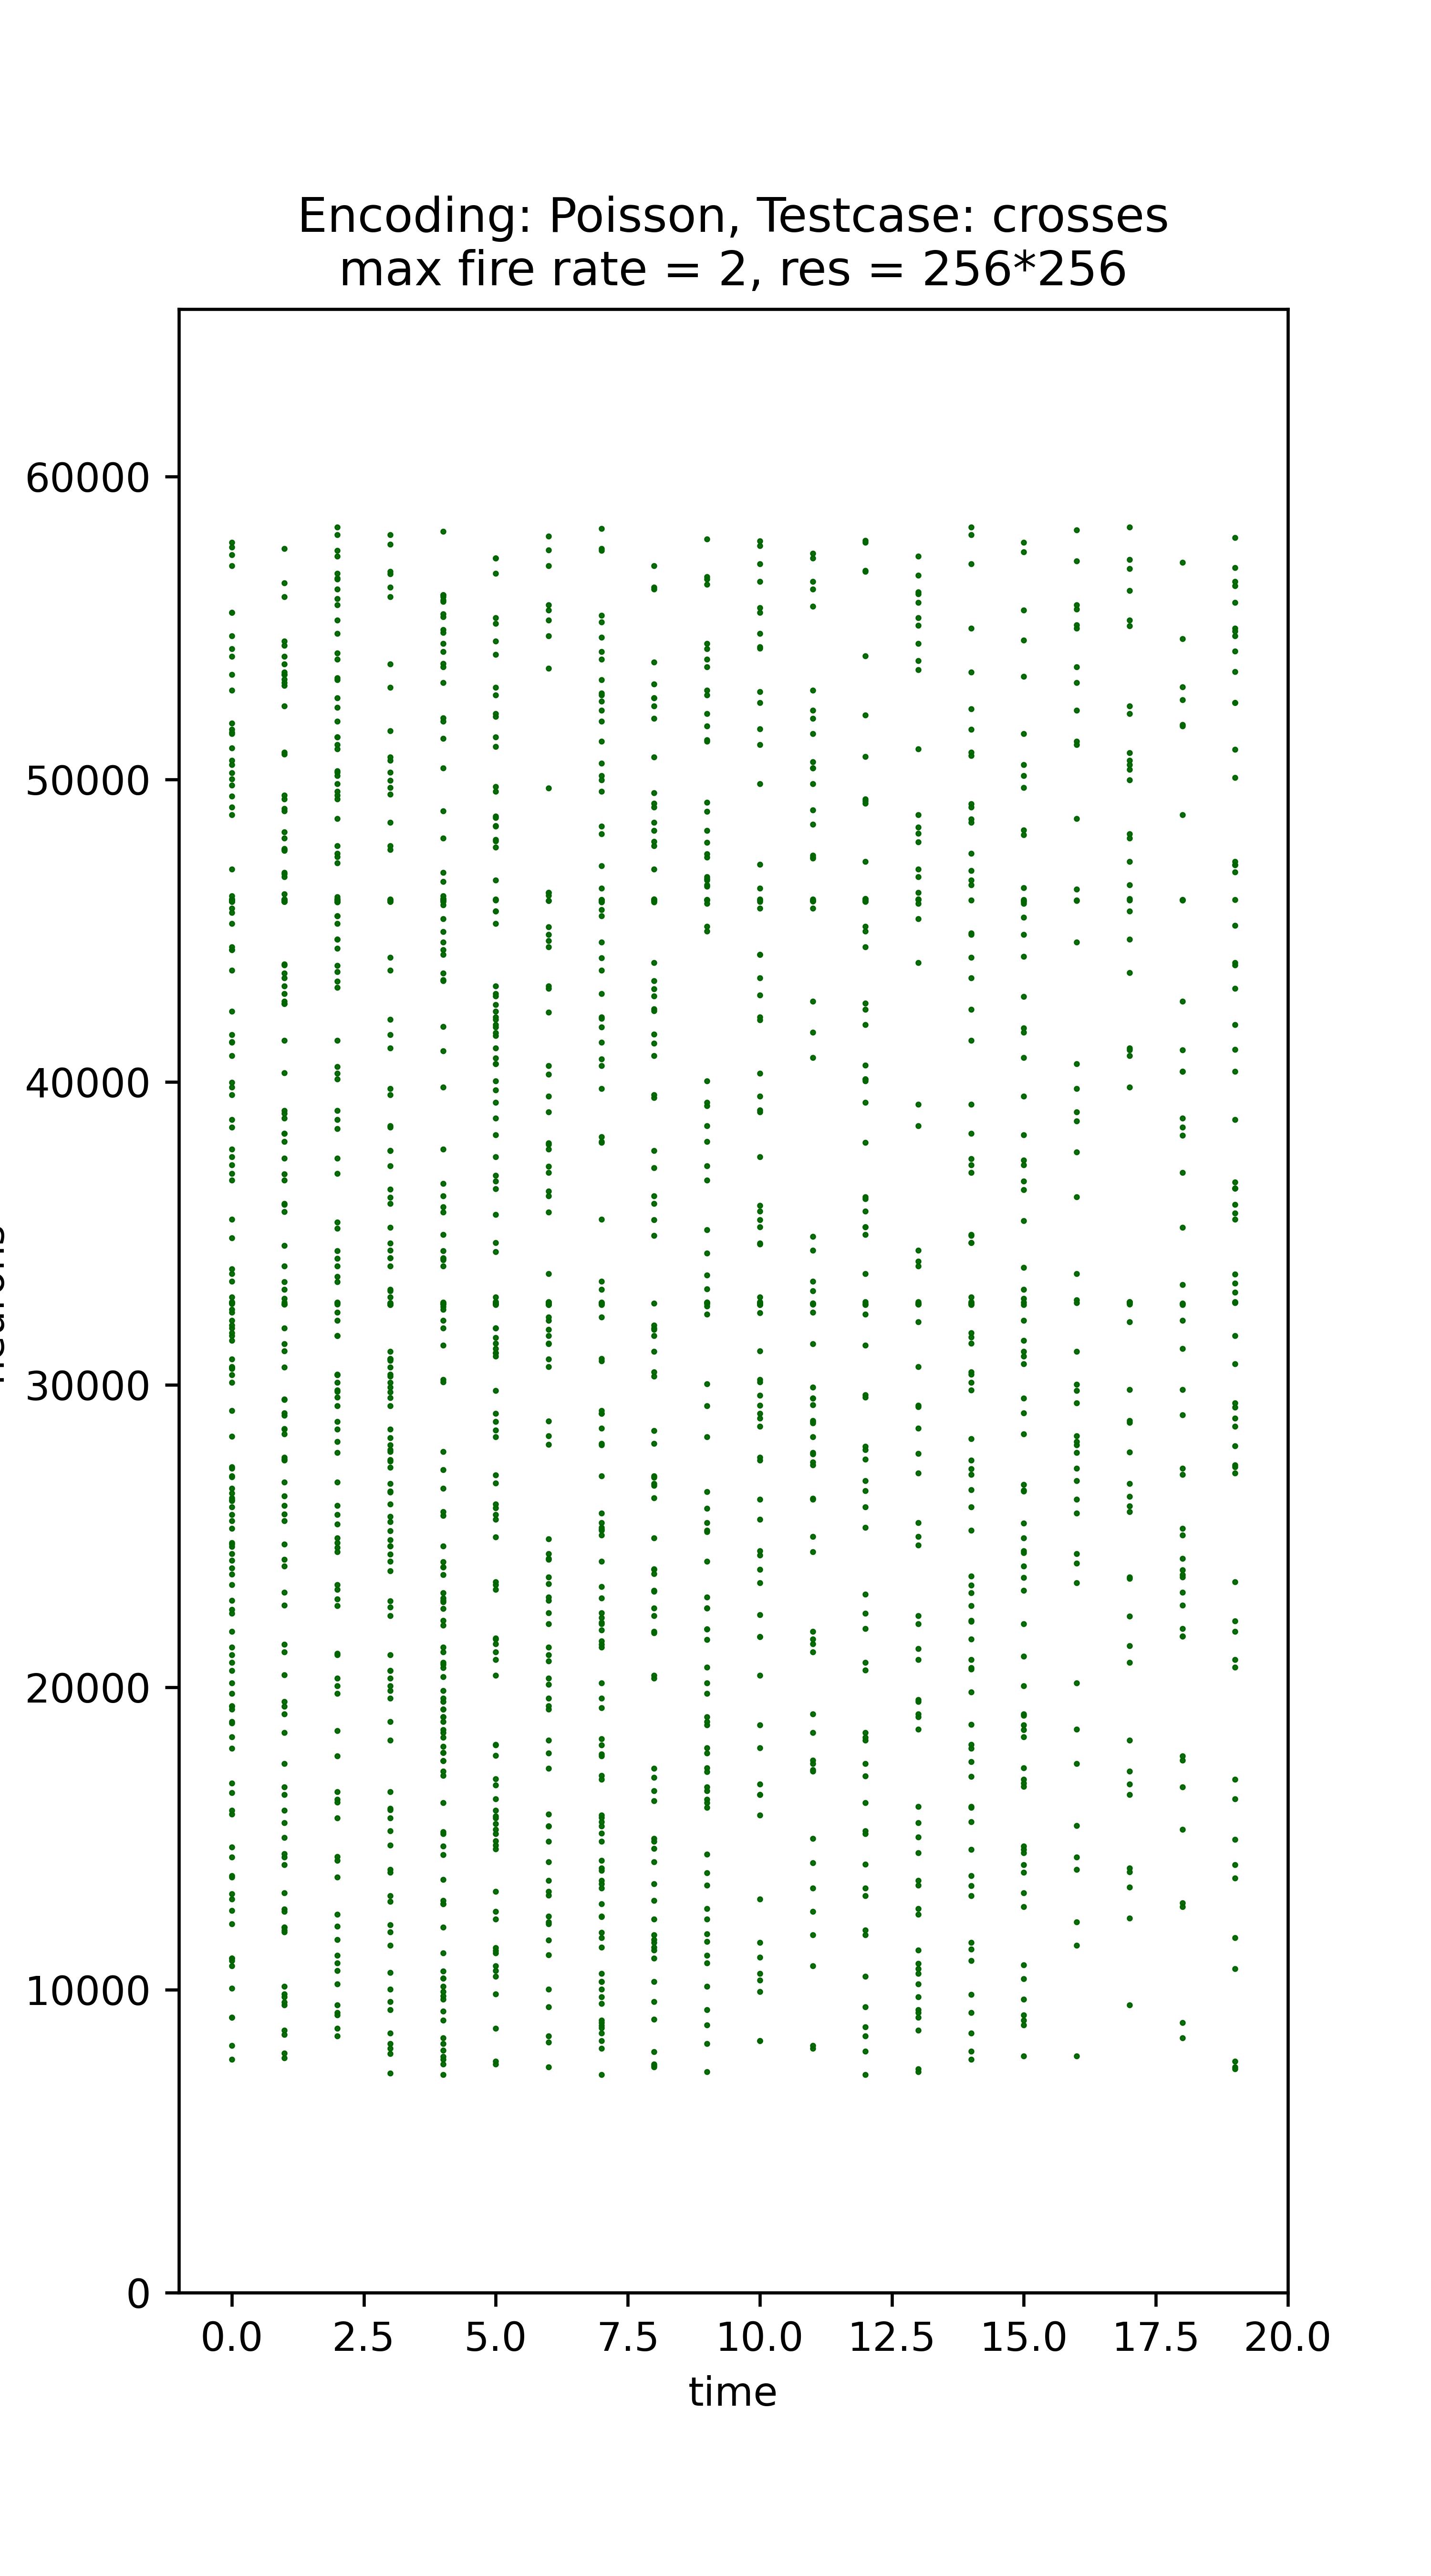 Encoding: Poisson, Testcase: crosses
max fire rate = 2, res = 256*256
60000
50000
40000
30000
20000
10000
0
0.0 2.5 5.0 7.5 10.0 12.5 15.0 17.5 20.0
time